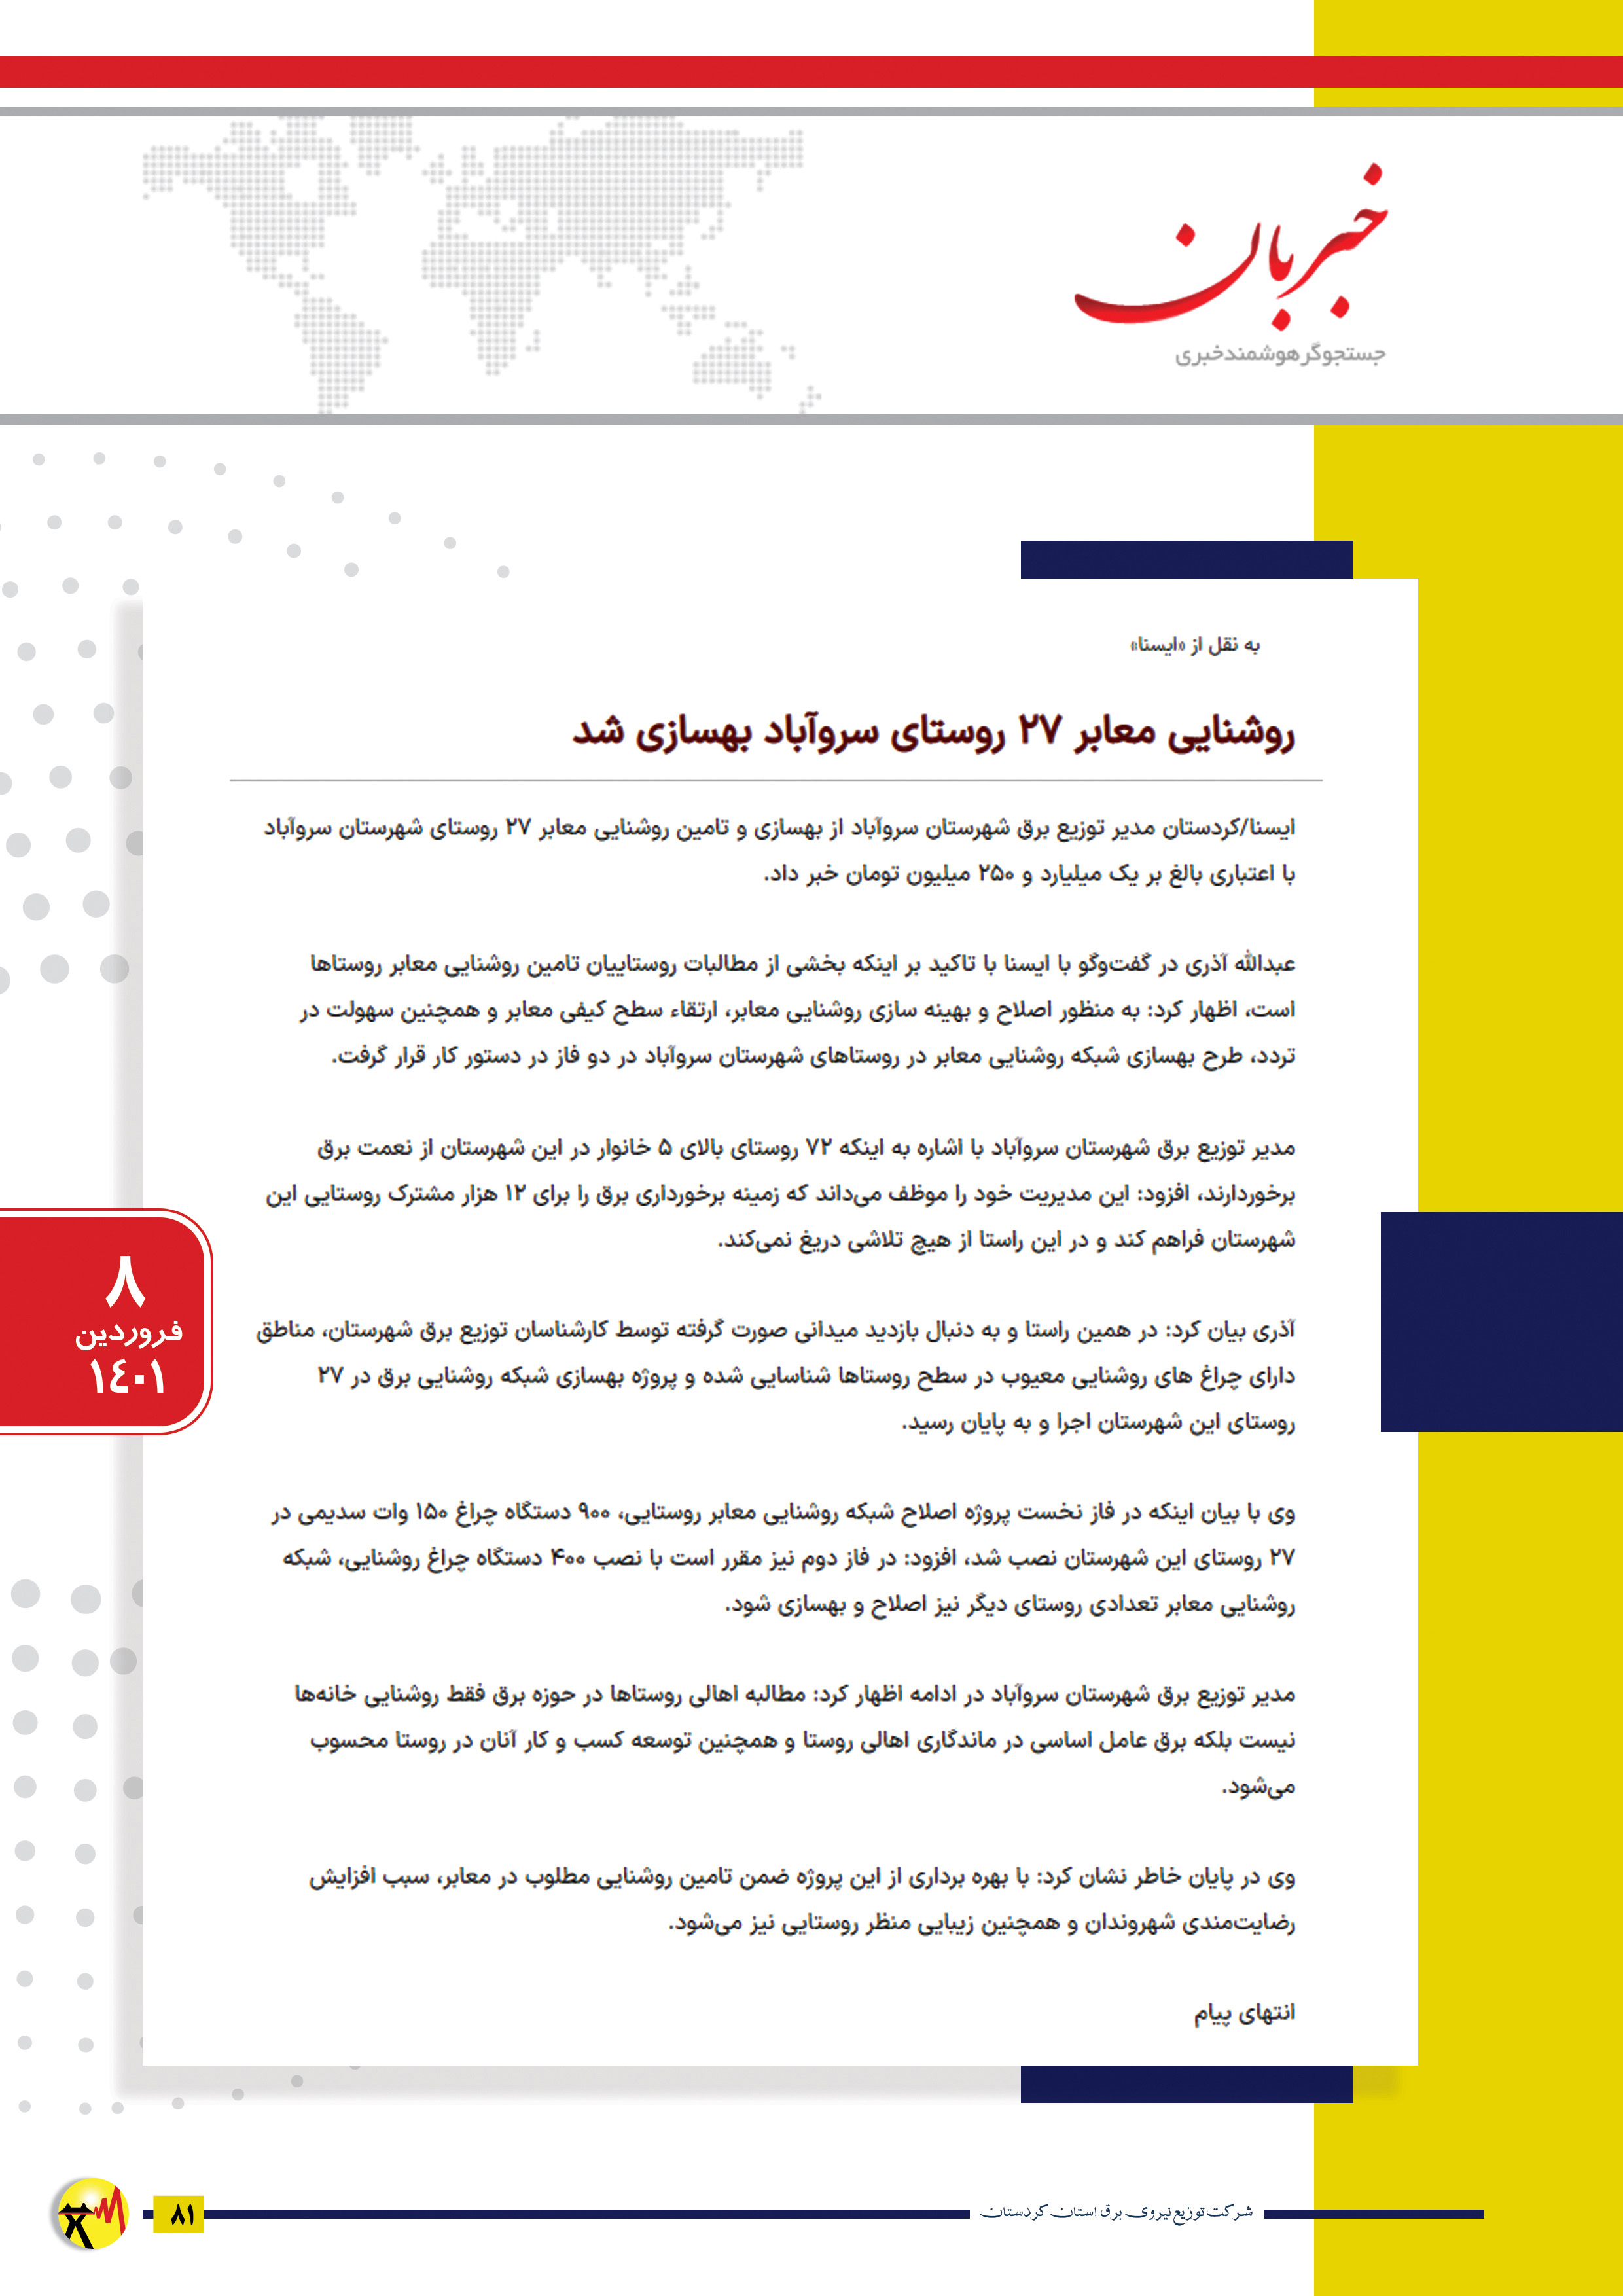 خبربان
جستجوگر هوشمند خبری
به نقل از «ایسنا»
روشنایی معابر ۲۷ روستای سروآباد بهسازی شد
ایسنا/کردستان مدیر توزیع برق شهرستان سروآباد از بهسازی و تامین روشنایی معابر ۲۷ روستای شهرستان سروآباد
با اعتباری بالغ بر یک میلیارد و ۲۵۰ میلیون تومان خبر داد.
عبدالله آذری در گفت‌وگو با ایسنا با تاکید بر اینکه بخشی از مطالبات روستاییان تامین روشنایی معابر روستاها
است، اظهار کرد: به منظور اصلاح و بهینه سازی روشنایی معابر، ارتقاء سطح کیفی معابر و همچنین سهولت در
تردد، طرح بهسازی شبکه روشنایی معابر در روستاهای شهرستان سروآباد در دو فاز در دستور کار قرار گرفت.
مدیر توزیع برق شهرستان سروآباد با اشاره به اینکه ۷۲ روستای بالای ۵ خانوار در این شهرستان از نعمت برق
برخوردارند، افزود: این مدیریت خود را موظف می‌داند که زمینه برخورداری برق را برای ۱۲ هزار مشترک روستایی این
شهرستان فراهم کند و در این راستا از هیچ تلاشی دریغ نمی‌کند.
آذری بیان کرد: در همین راستا و به دنبال بازدید میدانی صورت گرفته توسط کارشناسان توزیع برق شهرستان، مناطق
دارای چراغ های روشنایی معیوب در سطح روستاها شناسایی شده و پروژه بهسازی شبکه روشنایی برق در ۲۷
روستای این شهرستان اجرا و به پایان رسید.
وی با بیان اینکه در فاز نخست پروژه اصلاح شبکه روشنایی معابر روستایی، ۹۰۰ دستگاه چراغ ۱۵۰ وات سدیمی در
۲۷ روستای این شهرستان نصب شد، افزود: در فاز دوم نیز مقرر است با نصب ۴۰۰ دستگاه چراغ روشنایی، شبکه
روشنایی معابر تعدادی روستای دیگر نیز اصلاح و بهسازی شود.
مدیر توزیع برق شهرستان سروآباد در ادامه اظهار کرد: مطالبه اهالی روستاها در حوزه برق فقط روشنایی خانه‌ها
نیست بلکه برق عامل اساسی در ماندگاری اهالی روستا و همچنین توسعه کسب و کار آنان در روستا محسوب
می‌شود.
وی در پایان خاطر نشان کرد: با بهره برداری از این پروژه ضمن تامین روشنایی مطلوب در معابر، سبب افزایش
رضایت‌مندی شهروندان و همچنین زیبایی منظر روستایی نیز می‌شود.
انتهای پیام
۸
فروردین
۱٤۰۱
شرکت توزیع نیروی برق استان کردستان
۸۱